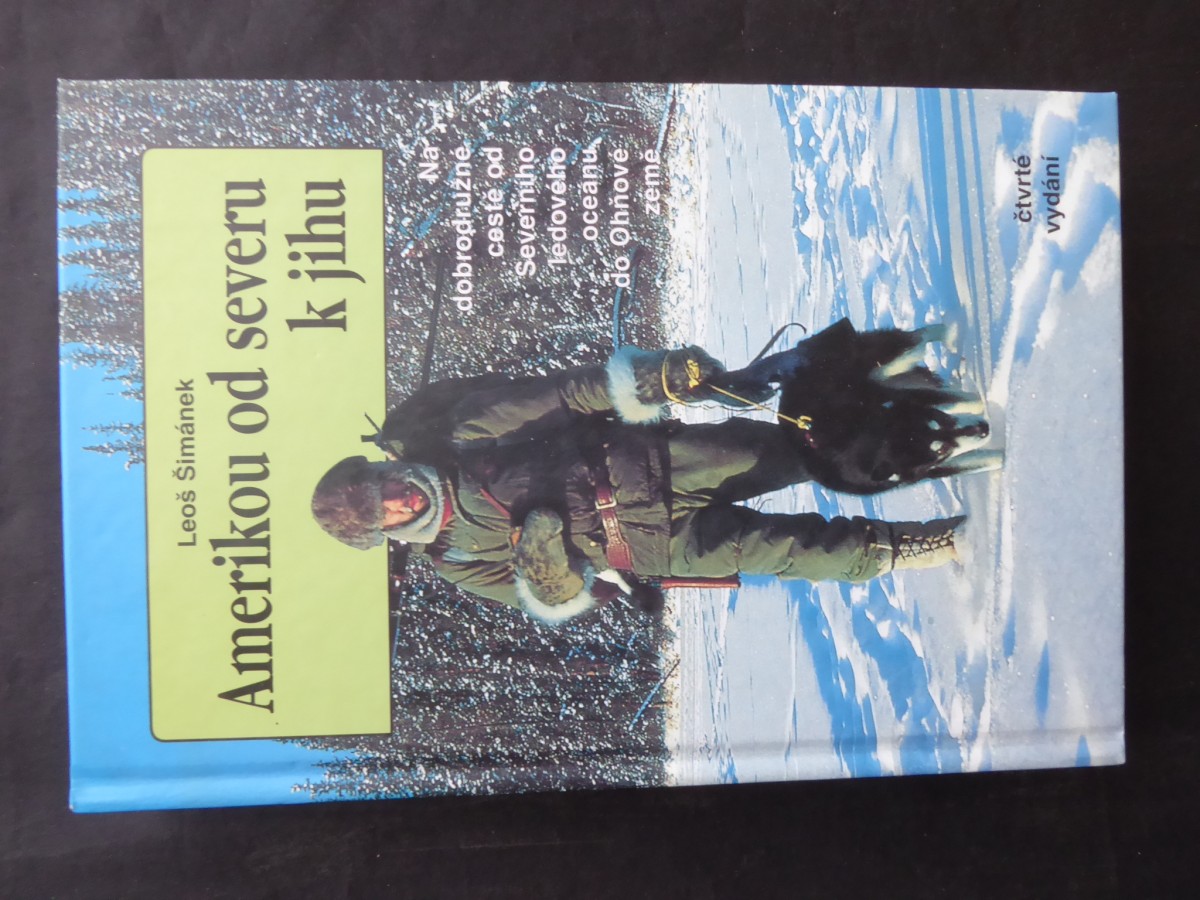 Leoš Šimánek
Amerikou od severu
k jihu
Na
dobrodružné
cestě od
Severního
ledového
oceánu
do Ohňové
země
čtvrté
vydání